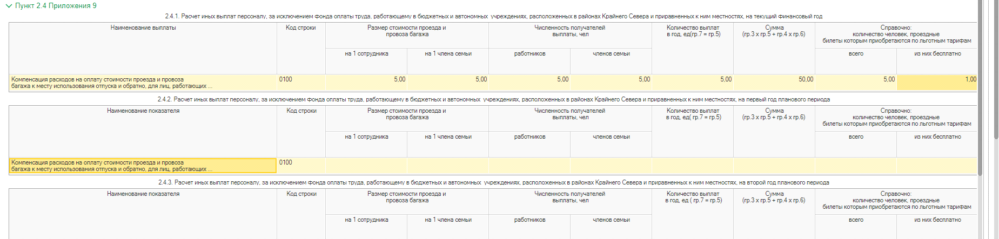 Пункт 2.4 Приложения 9
2.4.1. Расчет иных выплат персоналу, за исключением фонда оплаты труда, работающему в бюджетных и автономных учреждениях, расположенных в районах Крайнего Севера и приравненных к ним местностях, на текущий финансовый год
Наименование выплаты
Код строки
Размер стоимости проезда и
провоза багажа
Численность получателей
выплаты, чел
Количество выплат
в год, ед(гр.7 = гр.5)
Сумма
(гр.3 x гр.5 + гр.4 x гр.6)
Справочно:
количество человек, проездные
билеты которым приобретаются по льготным тарифам
на 1 сотрудника
на 1 члена семьи
работников
членов семьи
всего
из них бесплатно
Компенсация расходов на оплату стоимости проезда и провоза
багажа к месту использования отпуска и обратно, для лиц, работающих ...
0100
5,00
5,00
5,00
5,00
5,00
50,00
5,00
1,00
2.4.2. Расчет иных выплат персоналу, за исключением фонда оплаты труда, работающему в бюджетных и автономных учреждениях, расположенных в районах Крайнего Севера и приравненных к ним местностях, на первый год планового периода
Наименование показателя
Код строки
Размер стоимости проезда и
провоза багажа
Численность получателей
выплаты, чел
Количество выплат
в год, ед( гр.7 = гр.5)
Сумма
(гр.3 x гр.5 + гр.4 x гр.6)
Справочно:
количество человек, проездные
билеты которым приобретаются по льготным тарифам
на 1 сотрудника
на 1 члена семьи
работников
членов семьи
всего
из них бесплатно
Компенсация расходов на оплату стоимости проезда и провоза
багажа к месту использования отпуска и обратно, для лиц, работающих ...
0100
2.4.3. Расчет иных выплат персоналу, за исключением фонда оплаты труда, работающему в бюджетных и автономных учреждениях, расположенных в районах Крайнего Севера и приравненных к ним местностях, на второй год планового периода
Наименование показателя
Код строки
Размер стоимости проезда и
провоза багажа
Численность получателей
выплаты, чел
Количество выплат
в год, ед ( гр.7 = гр.5)
Сумма
(гр.3 x гр.5 + гр.4 x гр.6)
Справочно:
количество человек, проездные
билеты которым приобретаются по льготным тарифам
на 1 сотрудника
на 1 члена семьи
работников
членов семьи
всего
из них бесплатно